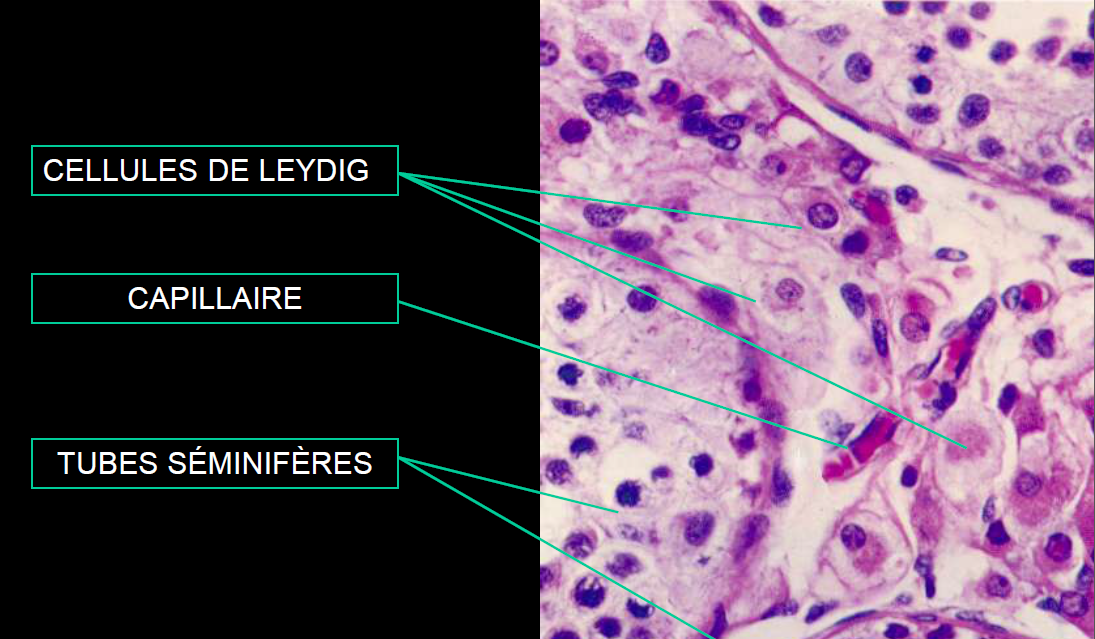 CELLULES DE LEYDIG
CAPILLAIRE
TUBES SÉMINIFÈRES